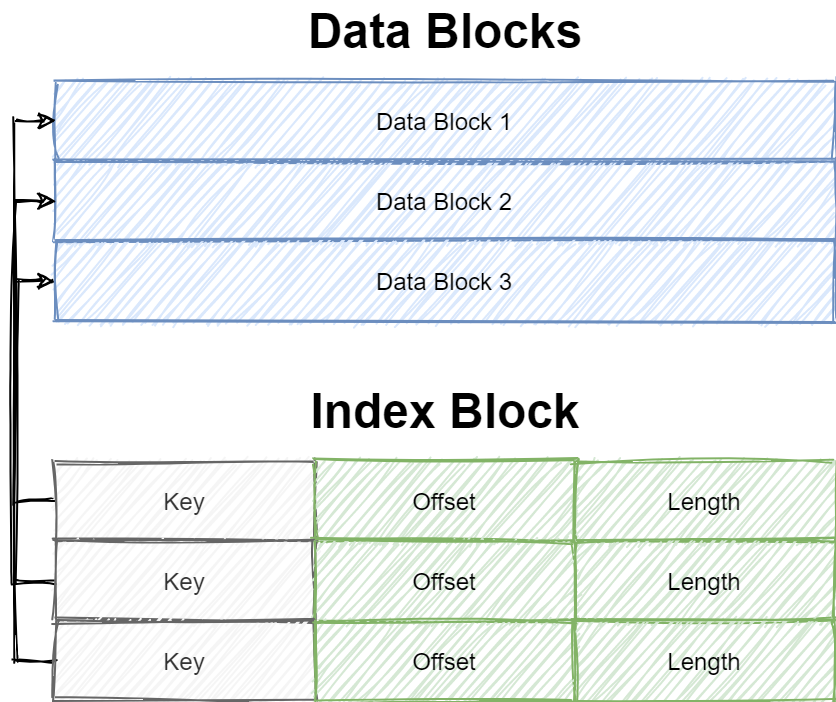 Data Blocks
Data Block 1
Data Block 2
Data Block 3
Index Block
Key Offset Length
Key Offset Length
Key Offset Length